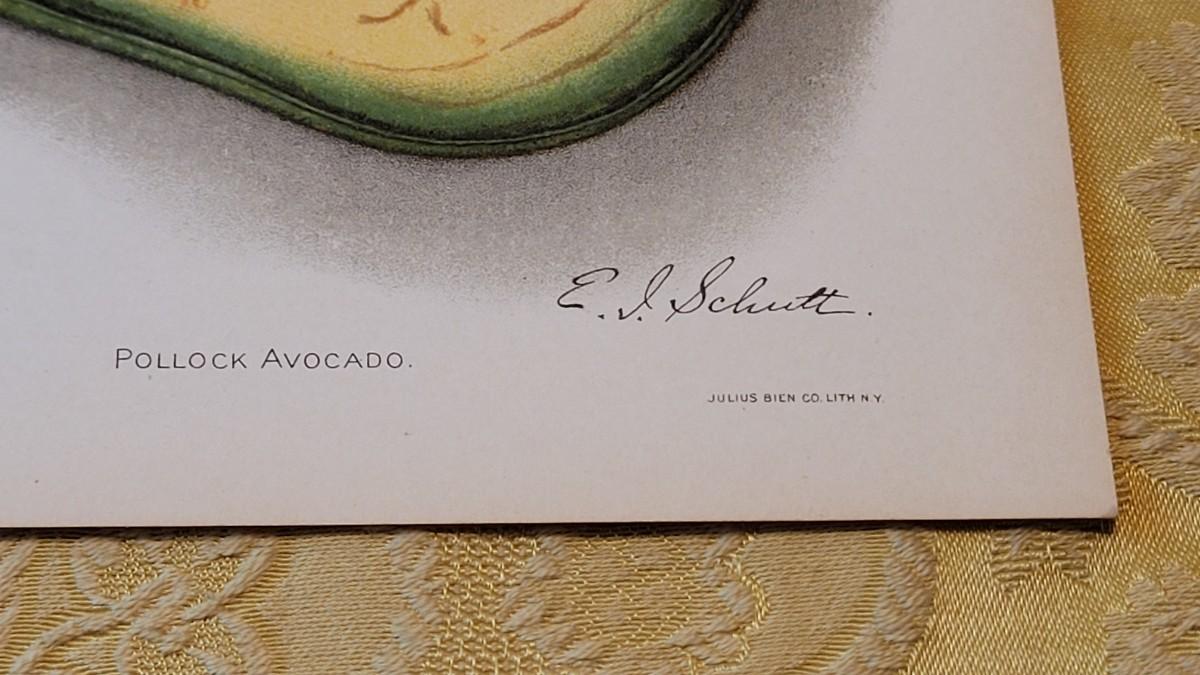 E. I. Schutt.
POLLOCK AVOCADO.
JULIUS BIEN CO. LITH N.Y.